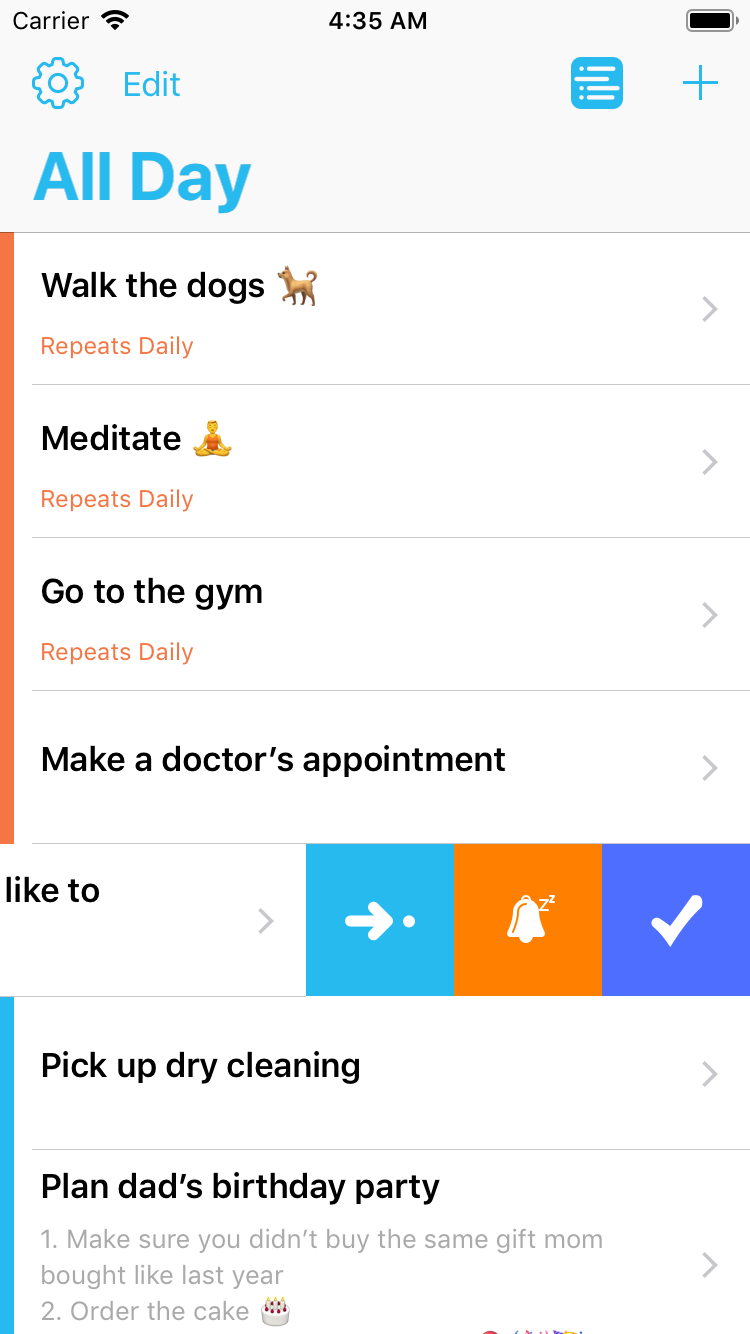 Carrier 4:35 AM
Edit
All Day
Walk the dogs 🐕
Repeats Daily
Meditate 🧘
Repeats Daily
Go to the gym
Repeats Daily
Make a doctor’s appointment
like to
zz
Pick up dry cleaning
Plan dad’s birthday party
1. Make sure you didn’t buy the same gift mom
bought like last year
2. Order the cake 🎂